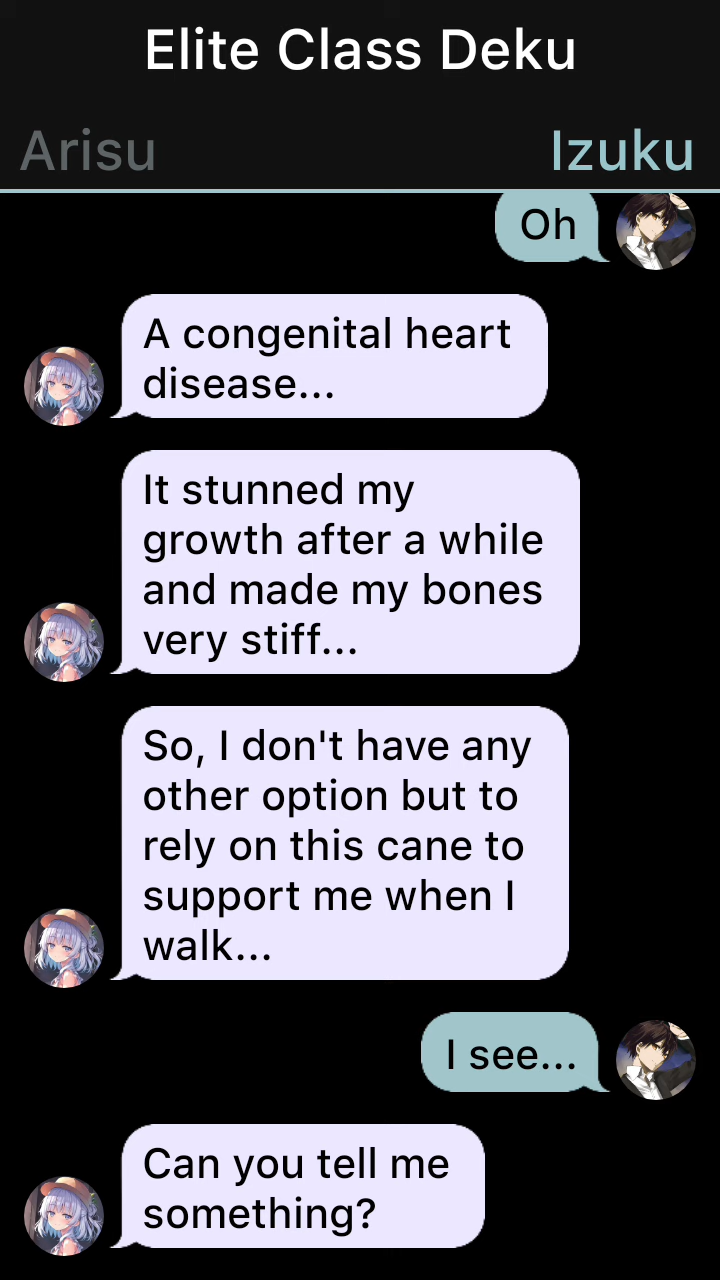 Elite Class Deku
Arisu Izuku
Oh
A congenital heart
disease...
It stunned my
growth after a while
and made my bones
very stiff...
So, I don't have any
other option but to
rely on this cane to
support me when I
walk...
I see...
Can you tell me
something?